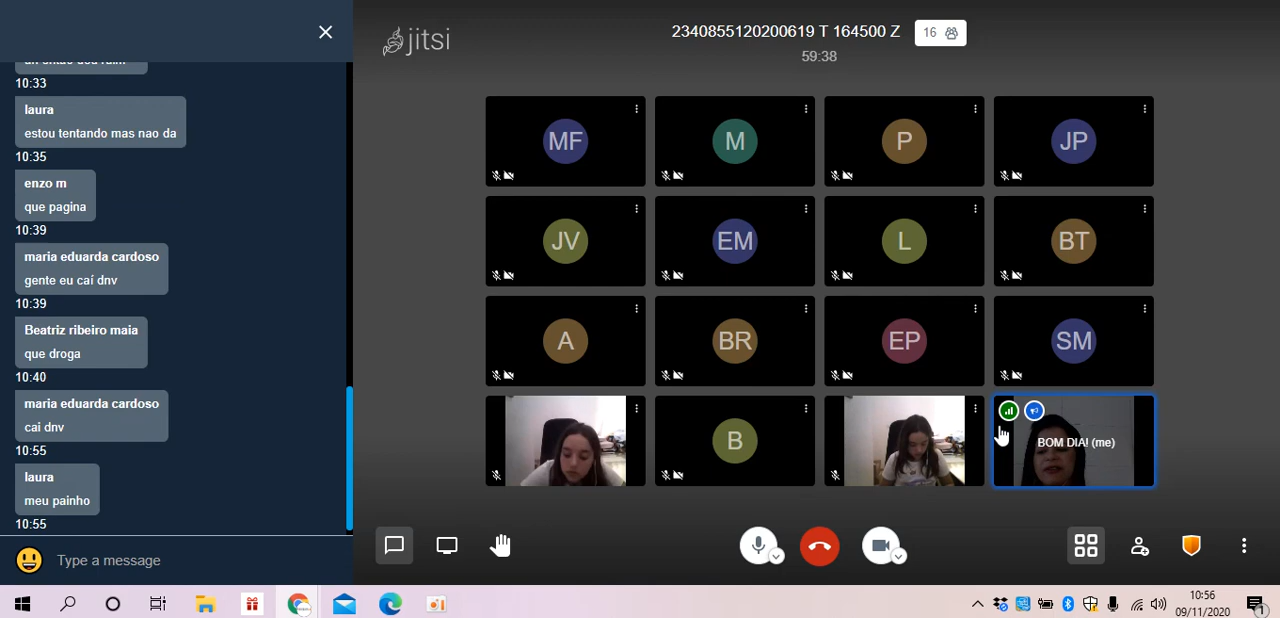 10:33
laura
estou tentando mas nao da
10:35
enzo m
que pagina
10:39
maria eduarda cardoso
gente eu caí dnv
10:39
Beatriz ribeiro maia
que droga
10:40
maria eduarda cardoso
cai dnv
10:55
laura
meu painho
10:55
Type a message
jitsi
2340855120200619 T 164500 Z
16
59:38
MF
M
P
JP
JV
EM
L
BT
A
BR
EP
SM
B
BOM DIA! (me)
10:56
09/11/2020
1